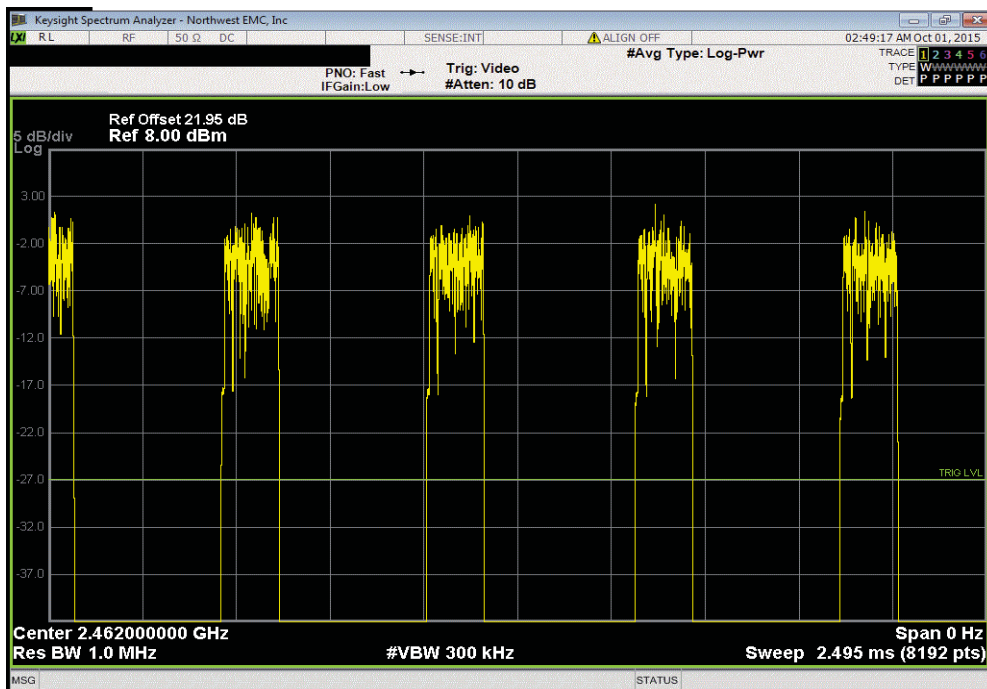 Keysight Spectrum Analyzer - Northwest EMC, Inc
LXI RL RF 50 Ω DC SENSE:INT ALIGN OFF 02:49:17 AM Oct 01, 2015
#Avg Type: Log-Pwr
TRACE 1 2 3 4 5 6
PNO: Fast Trig: Video TYPE WWWWWW
IFGain:Low #Atten: 10 dB DET P P P P P P
Ref Offset 21.95 dB
5 dB/div Ref 8.00 dBm
Log
3.00
-2.00
-7.00
-12.0
-17.0
-22.0
TRIG LVL
-27.0
-32.0
-37.0
Center 2.462000000 GHz Span 0 Hz
Res BW 1.0 MHz #VBW 300 kHz Sweep 2.495 ms (8192 pts)
MSG STATUS